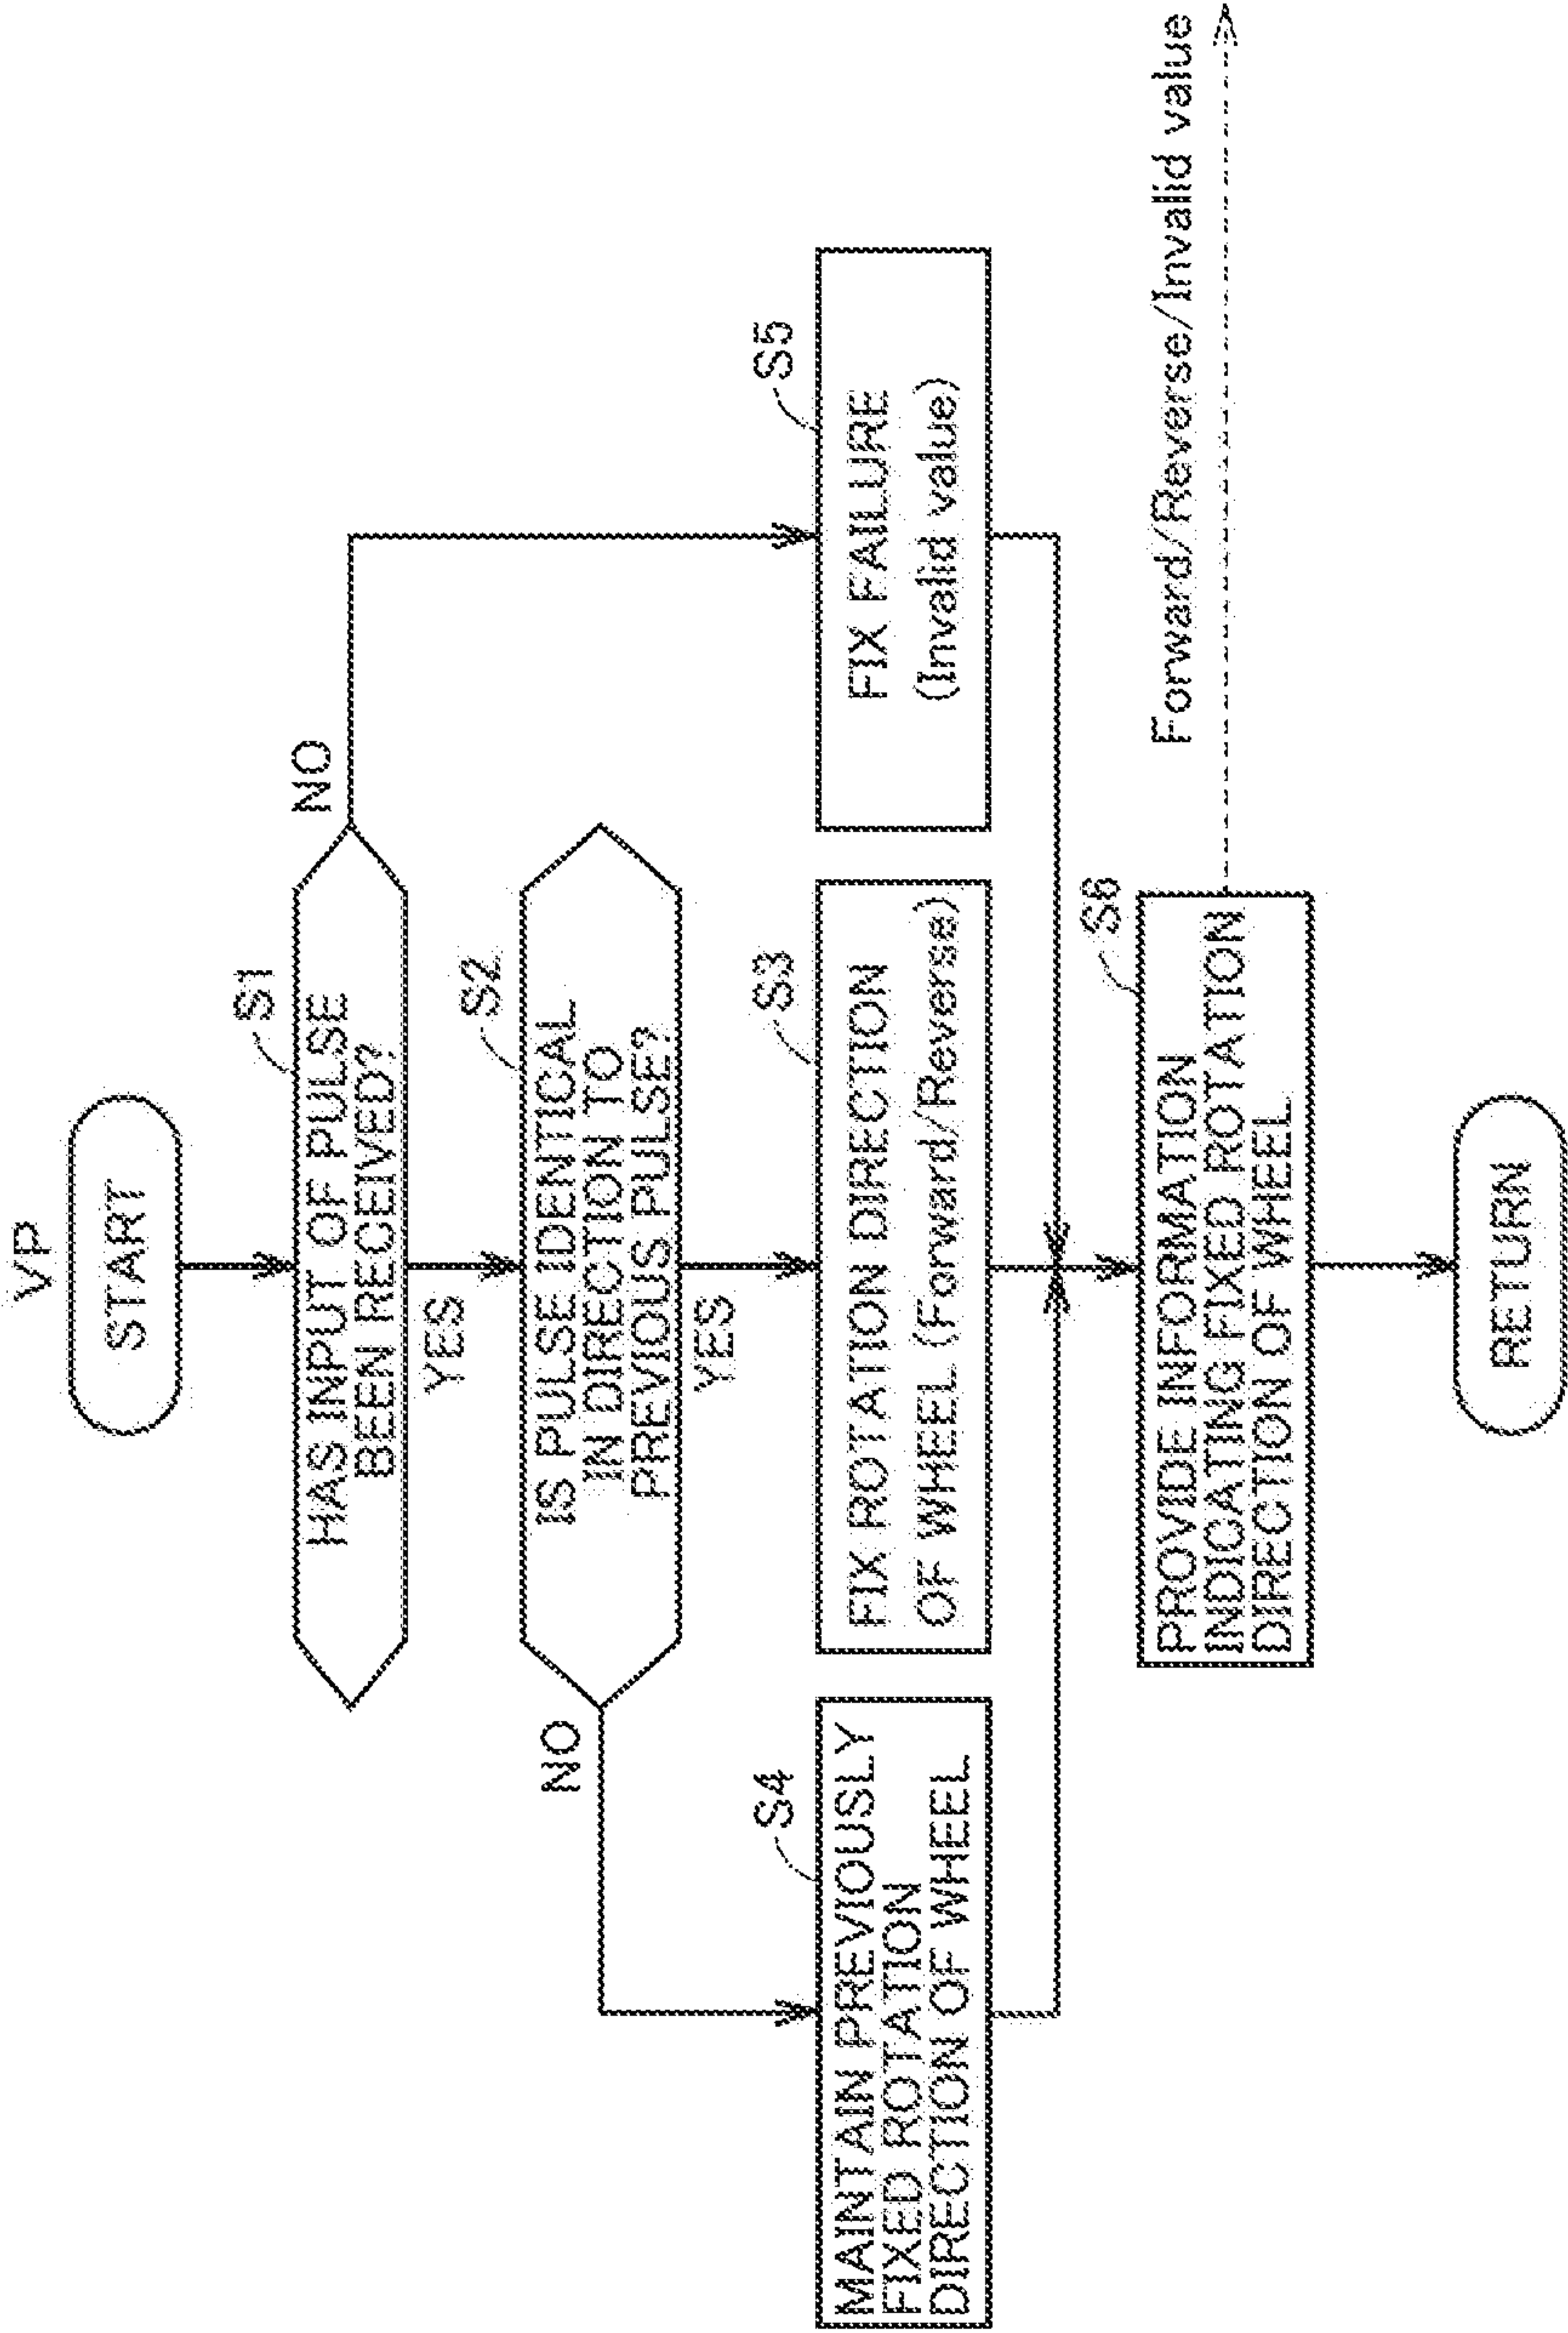 VP
START
S1
HAS INPUT OF PULSE
BEEN RECEIVED?
NO
YES
S2
IS PULSE IDENTICAL
IN DIRECTION TO
PREVIOUS PULSE?
NO
YES
S4
MAINTAIN PREVIOUSLY
FIXED ROTATION
DIRECTION OF WHEEL
S3
FIX ROTATION DIRECTION
OF WHEEL (Forward/Reverse)
S5
FIX FAILURE
(Invalid value)
S6
PROVIDE INFORMATION
INDICATING FIXED ROTATION
DIRECTION OF WHEEL
Forward/Reverse/Invalid value
RETURN